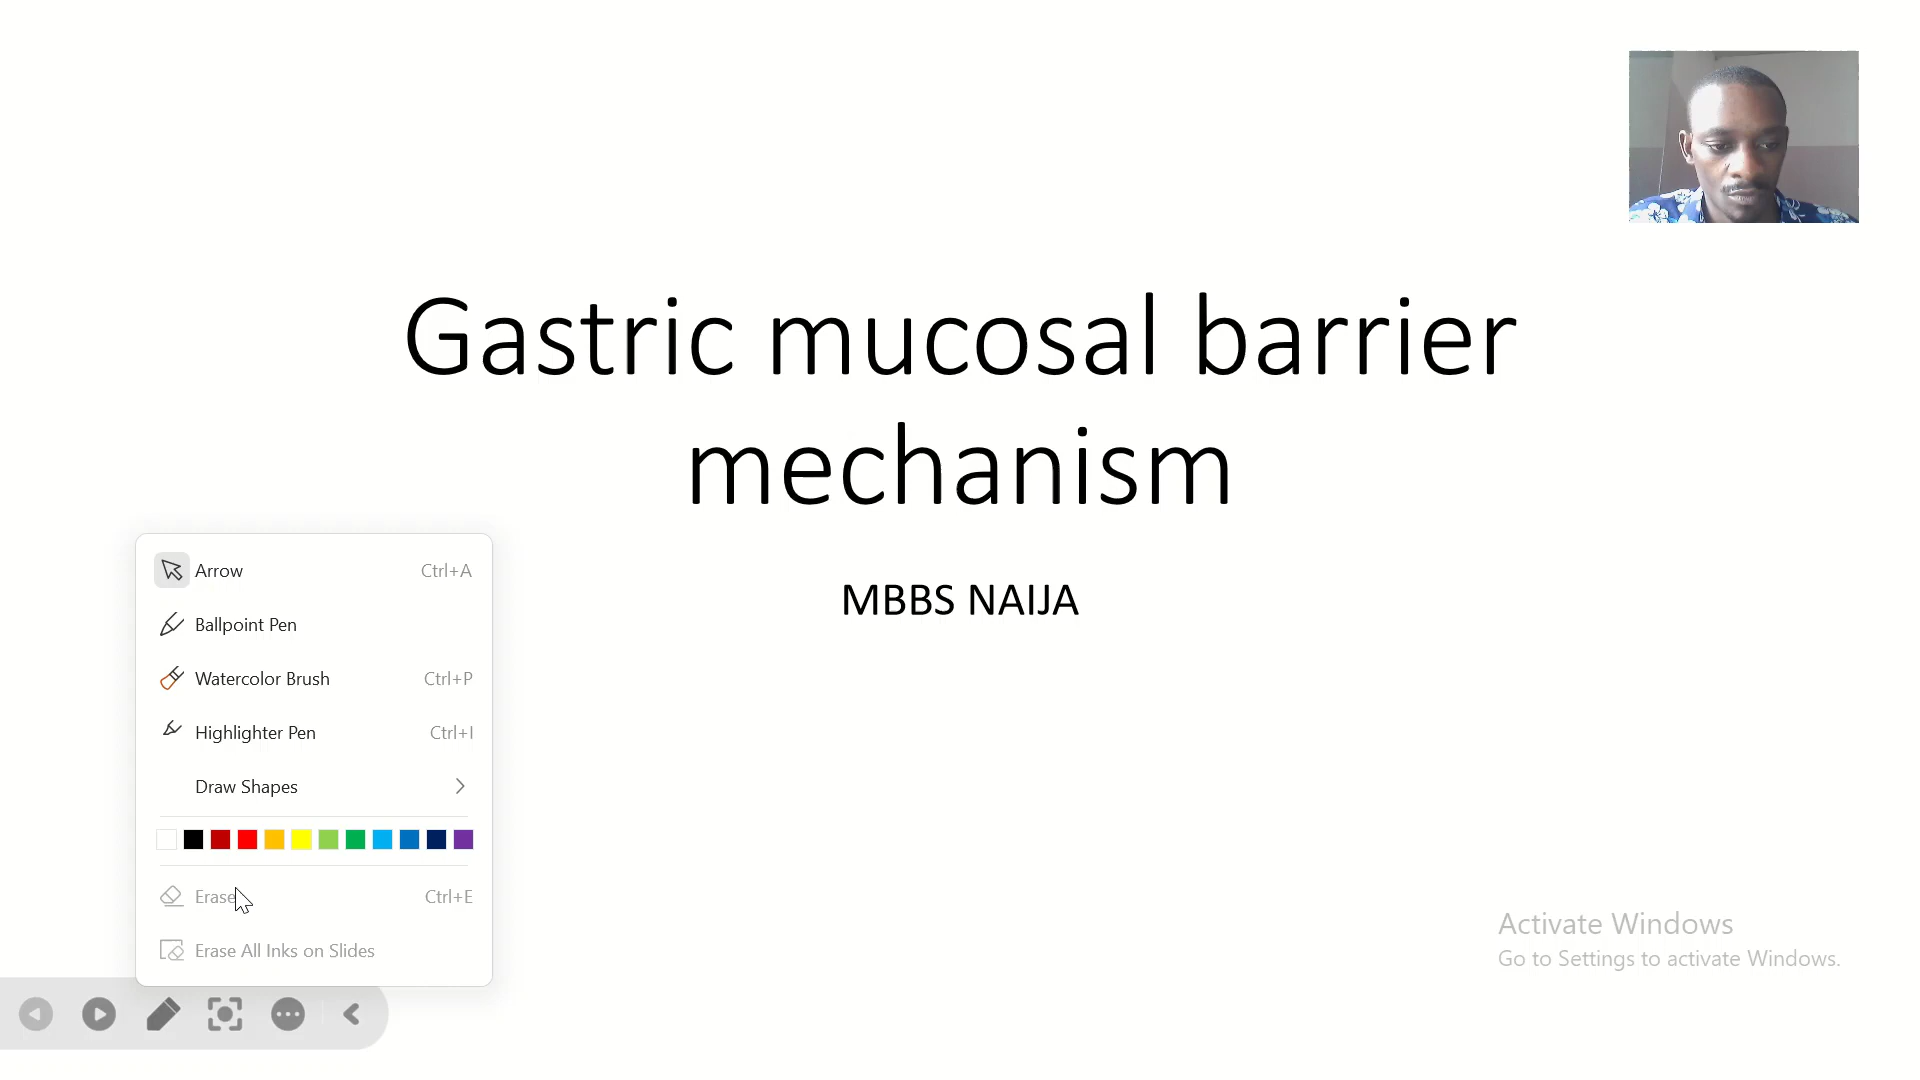 Gastric mucosal barrier
mechanism
MBBS NAIJA
Arrow Ctrl+A
Ballpoint Pen
Watercolor Brush Ctrl+P
Highlighter Pen Ctrl+I
Draw Shapes
Erase Ctrl+E
Erase All Inks on Slides
Activate Windows
Go to Settings to activate Windows.